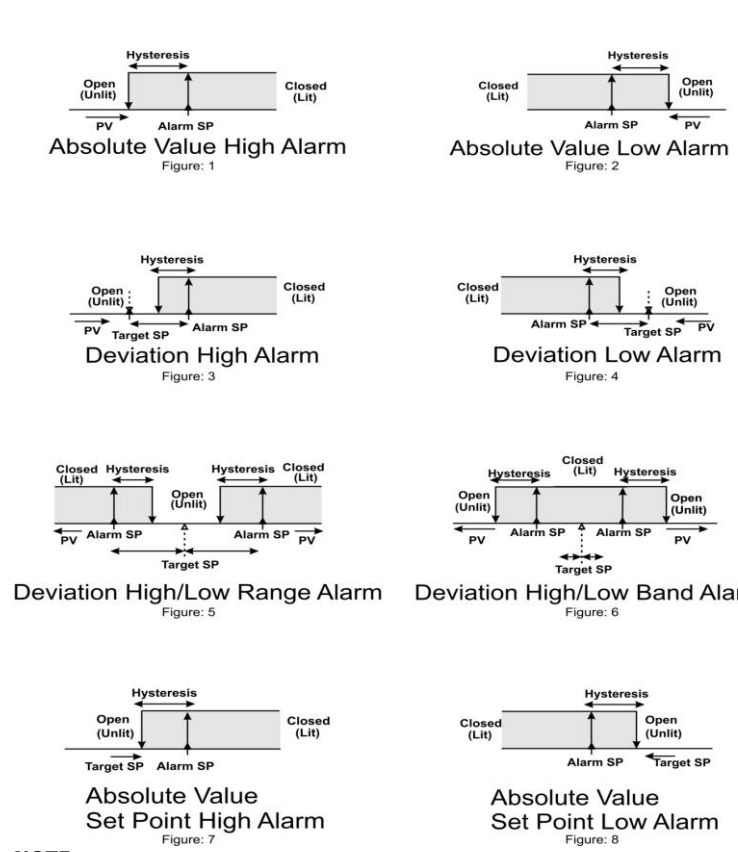 Hysteresis
Open
(Unlit)
Closed
(Lit)
PV
Alarm SP
Absolute Value High Alarm
Figure: 1
Hysteresis
Closed
(Lit)
Open
(Unlit)
Alarm SP
PV
Absolute Value Low Alarm
Figure: 2
Hysteresis
Open
(Unlit)
Closed
(Lit)
PV
Target SP
Alarm SP
Deviation High Alarm
Figure: 3
Hysteresis
Closed
(Lit)
Open
(Unlit)
Alarm SP
Target SP
PV
Deviation Low Alarm
Figure: 4
Closed
(Lit)
Hysteresis
Open
(Unlit)
Hysteresis
Closed
(Lit)
PV
Alarm SP
Alarm SP
PV
Target SP
Deviation High/Low Range Alarm
Figure: 5
Closed
(Lit)
Hysteresis
Hysteresis
Open
(Unlit)
Open
(Unlit)
PV
Alarm SP
Alarm SP
PV
Target SP
Deviation High/Low Band Alar
Figure: 6
Hysteresis
Open
(Unlit)
Closed
(Lit)
Target SP
Alarm SP
Absolute Value
Set Point High Alarm
Figure: 7
Hysteresis
Closed
(Lit)
Open
(Unlit)
Alarm SP
Target SP
Absolute Value
Set Point Low Alarm
Figure: 8